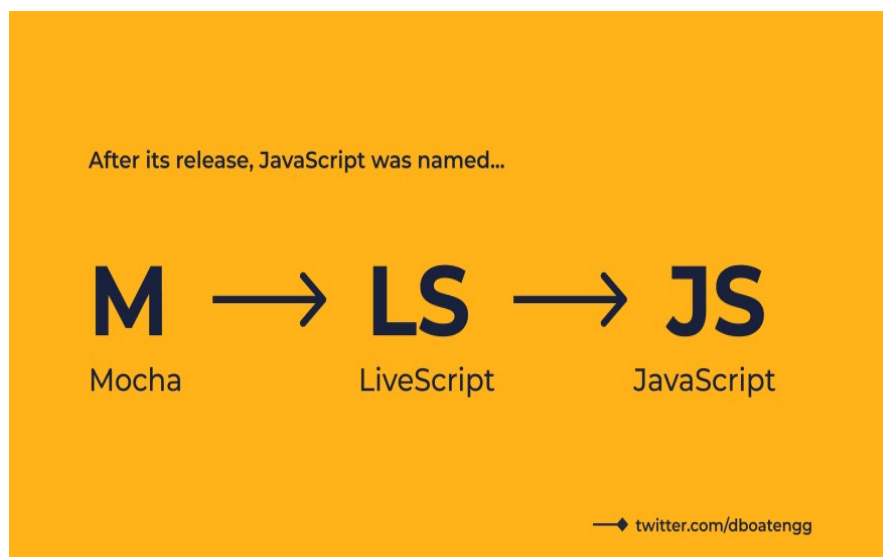 After its release, JavaScript was named...
M → LS → JS
Mocha LiveScript JavaScript
twitter.com/dboatengg